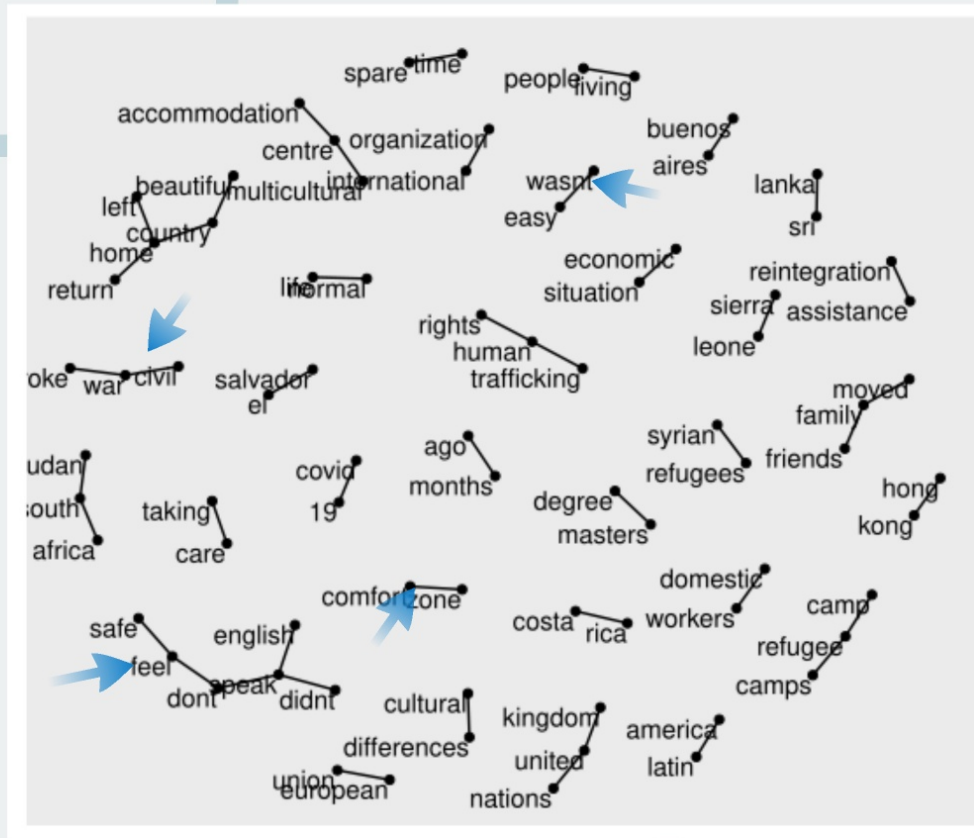 spare time
people living
accommodation
centre
organization
buenos
aires
multicultural
international
wasnt
easy
lanka
sri
beautiful
left
country
home
return
life normal
economic
situation
reintegration
assistance
sierra
leone
rights
human
trafficking
oke war civil
salvador
el
moved
family
friends
ago
months
syrian
refugees
udan
outh
africa
taking
care
covid
19
degree
masters
hong
kong
comfort zone
domestic
workers
costa rica
camp
refugee
camps
safe
feel
english
dont speak didnt
cultural
differences
kingdom
united
nations
america
latin
union
european